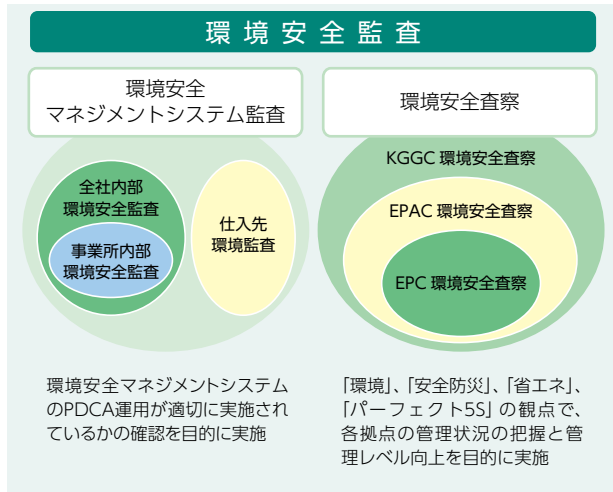 環境安全監査
環境安全
マネジメントシステム監査
全社内部
環境安全監査
事業所内部
環境安全監査
仕入先
環境監査
環境安全マネジメントシステム
のPDCA運用が適切に実施され
ているかの確認を目的に実施
環境安全査察
KGGC 環境安全査察
EPAC 環境安全査察
EPC 環境安全査察
「環境」、「安全防災」、「省エネ」、
「パーフェクト5S」の観点で、
各拠点の管理状況の把握と管
理レベル向上を目的に実施